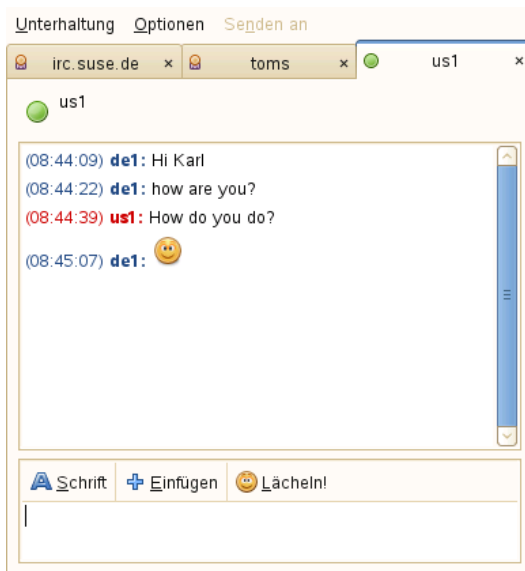 Unterhaltung Optionen Senden an
irc.suse.de × toms × us1 ×
us1
(08:44:09) de1: Hi Karl
(08:44:22) de1: how are you?
(08:44:39) us1: How do you do?
(08:45:07) de1:
Schrift Einfügen Lächeln!